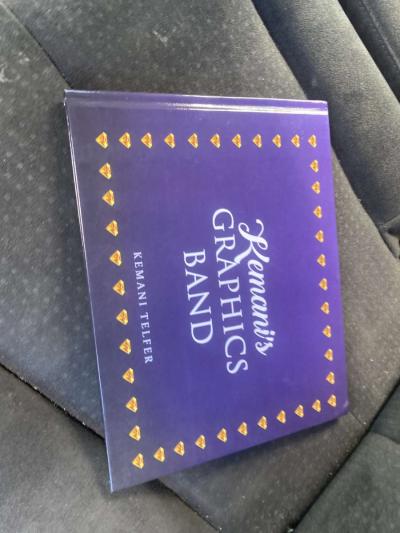 Kemani's
GRAPHICS
BAND
KEMANI TELFER